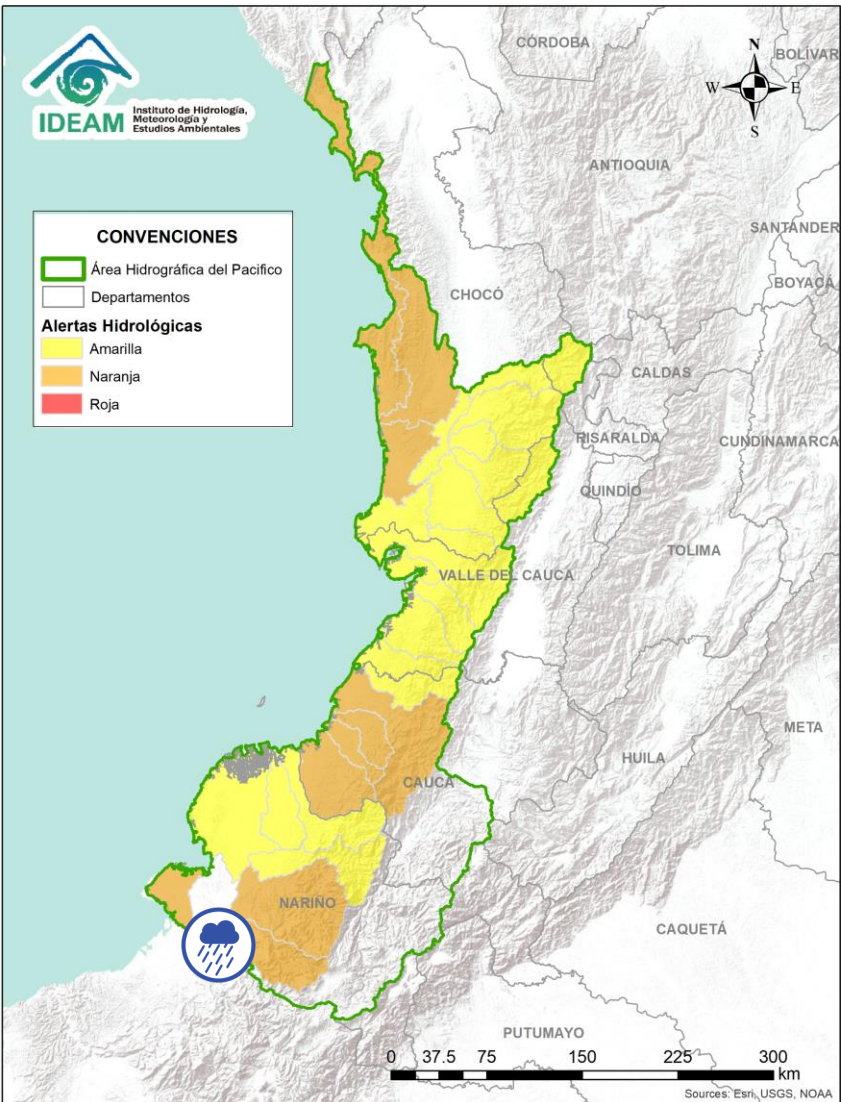 IDEAM
Instituto de Hidrología,
Meteorología y
Estudios Ambientales
N
W
E
S
CÓRDOBA
BOLÍVAR
ANTIOQUIA
SANTANDER
BOYACÁ
CHOCÓ
CONVENCIONES
Área Hidrográfica del Pacifico
Departamentos
Alertas Hidrológicas
Amarilla
Naranja
Roja
CALDAS
RISARALDA
CUNDINAMARCA
QUINDÍO
TOLIMA
VALLE DEL CAUCA
META
HUILA
CAUCA
NARIÑO
CAQUETÁ
PUTUMAYO
0 37.5 75 150 225 300
km
Sources: Esri, USGS, NOAA